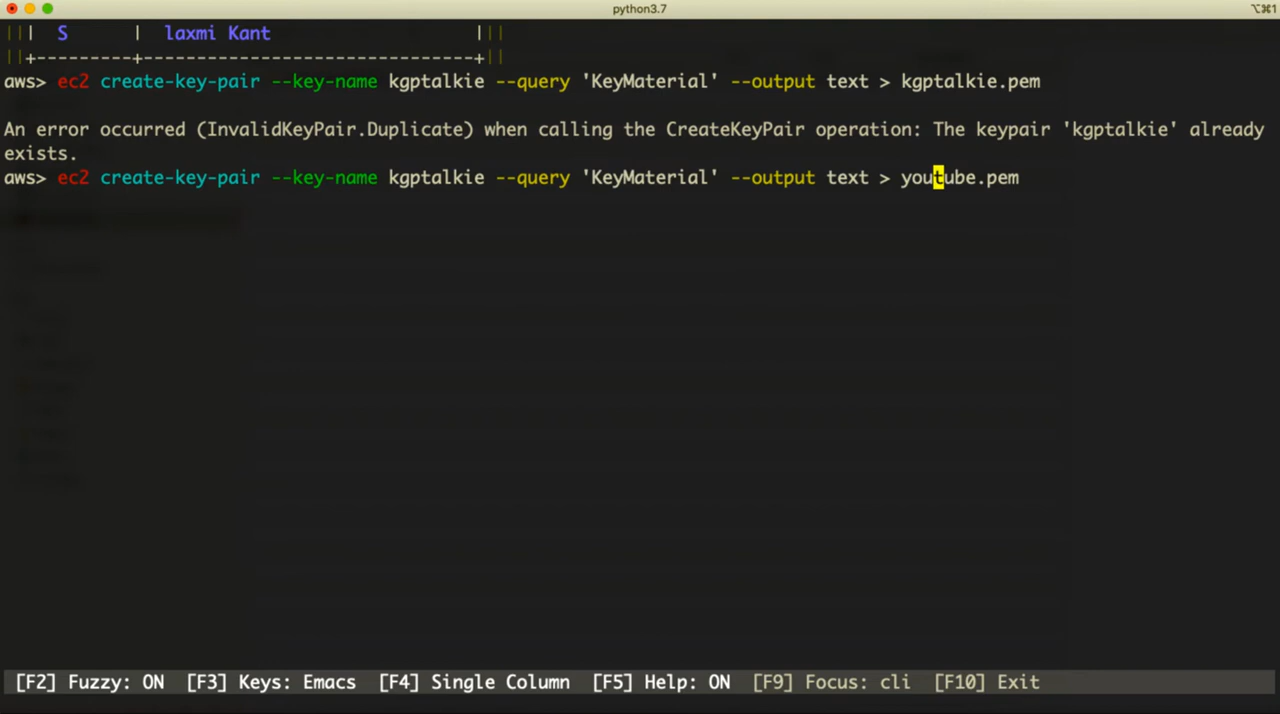 python3.7
⌥⌘1
||| S | laxmi Kant |||
||+---------+-----------------------------+||
aws> ec2 create-key-pair --key-name kgptalkie --query 'KeyMaterial' --output text > kgptalkie.pem
An error occurred (InvalidKeyPair.Duplicate) when calling the CreateKeyPair operation: The keypair 'kgptalkie' already
exists.
aws> ec2 create-key-pair --key-name kgptalkie --query 'KeyMaterial' --output text > youtube.pem
[F2] Fuzzy: ON [F3] Keys: Emacs [F4] Single Column [F5] Help: ON [F9] Focus: cli [F10] Exit